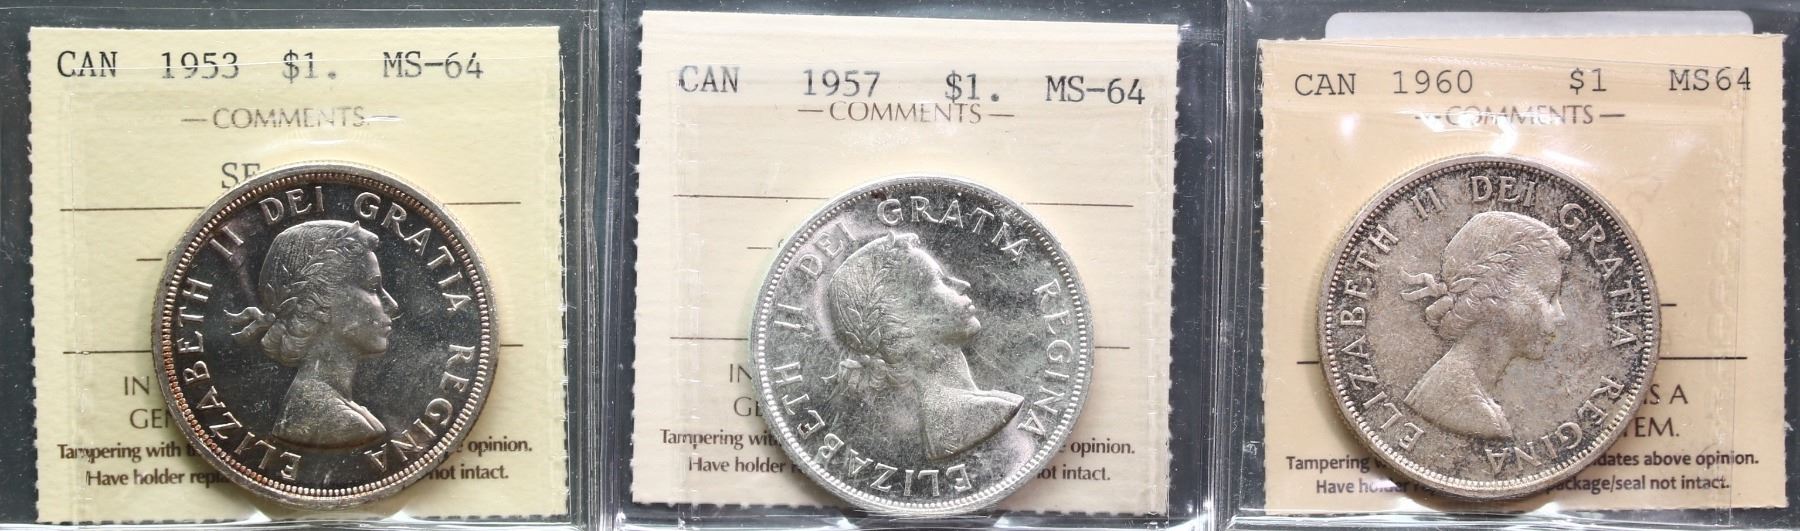 CAN 1953 $1. MS-64
— COMMENTS —
SF
ELIZABETH II DEI GRATIA REGINA
IN
GE
Tampering with opinion.
Have holder not intact.
CAN 1957 $1. MS-64
— COMMENTS —
ELIZABETH II DEI GRATIA REGINA
IN
GE
Tampering with opinion.
Have holder not intact.
CAN 1960 $1 MS64
— COMMENTS —
ELIZABETH II DEI GRATIA REGINA
IS A
TEM.
Tampering dates above opinion.
Have holder package/seal not intact.